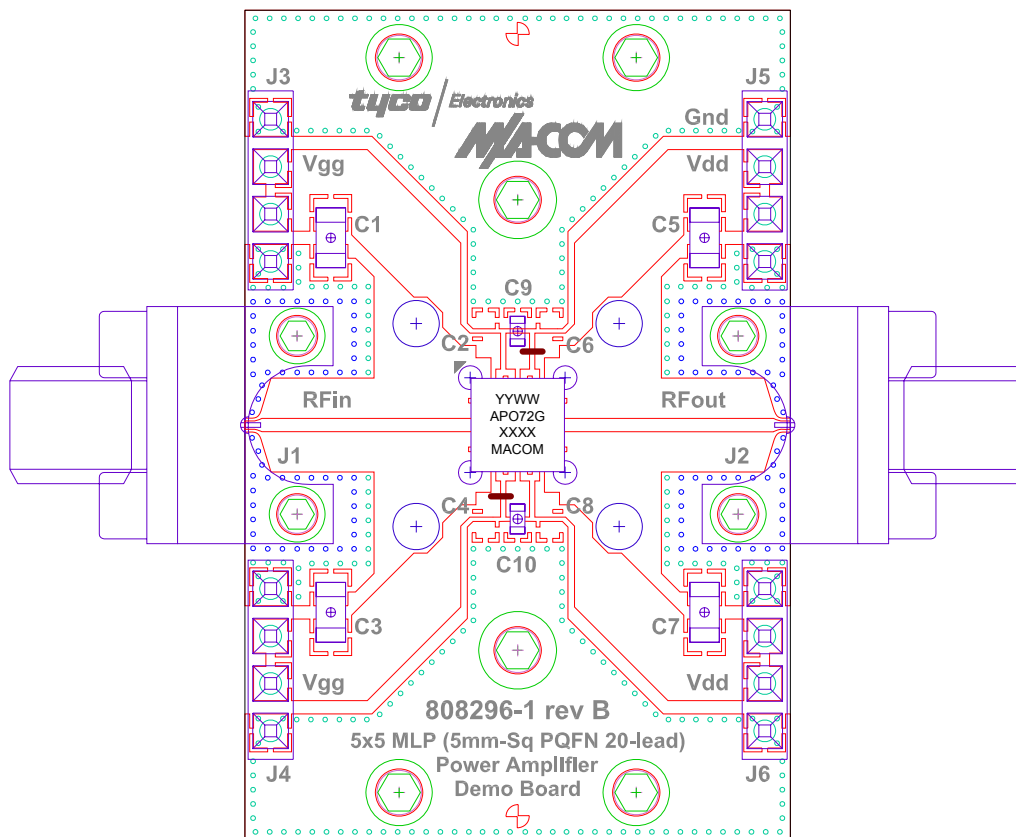 J3
J5
tyco / Electronics
Gnd
M/ACOM
Vgg
Vdd
C1
C5
C9
C2
C6
RFin
YYWW
APO72G
XXXX
MACOM
RFout
J1
J2
C4
C8
C10
C3
C7
Vgg
Vdd
808296-1 rev B
5x5 MLP (5mm-Sq PQFN 20-lead)
Power Amplifier
Demo Board
J4
J6